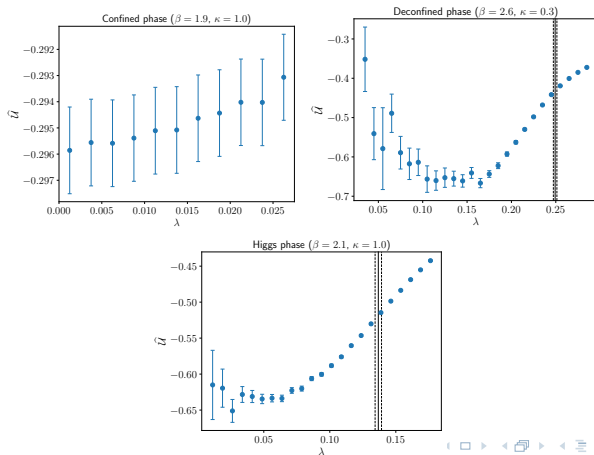 Confined phase (β = 1.9, κ = 1.0)
−0.292
−0.293
−0.294
−0.295
−0.296
−0.297
Û
0.000 0.005 0.010 0.015 0.020 0.025
λ
Deconfined phase (β = 2.6, κ = 0.3)
−0.3
−0.4
−0.5
−0.6
−0.7
Û
0.05 0.10 0.15 0.20 0.25
λ
Higgs phase (β = 2.1, κ = 1.0)
−0.45
−0.50
−0.55
−0.60
−0.65
Û
0.05 0.10 0.15
λ